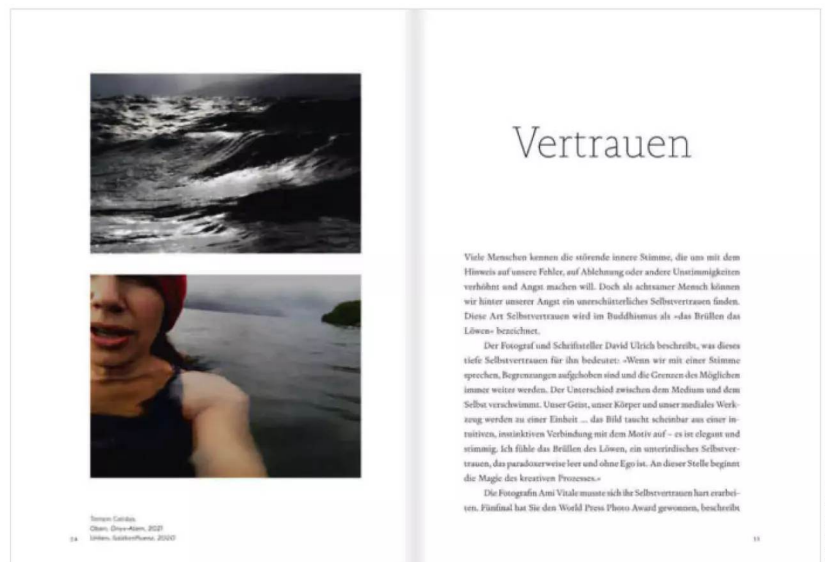 Oben: Onyx-Atem, 2021
Unten: 2020
Vertrauen
Viele Menschen kennen die störende innere Stimme, die uns mit dem
Hinweis auf unsere Fehler, auf Ablehnung oder andere Unstimmigkeiten
verhöhnt und Angst machen will. Doch als achtsamer Mensch können
wir hinter unserer Angst ein unerschütterliches Selbstvertrauen finden.
Diese Art Selbstvertrauen wird im Buddhismus als »das Brüllen des
Löwen« bezeichnet.
Der Fotograf und Schriftsteller David Ulrich beschreibt, was dieses
tiefe Selbstvertrauen für ihn bedeutet: »Wenn wir mit einer Stimme
sprechen, Begrenzungen aufgehoben sind und die Grenzen des Möglichen
immer weiter werden. Der Unterschied zwischen dem Medium und dem
Selbst verschwimmt. Unser Geist, unser Körper und unser mediales Werk-
zeug werden zu einer Einheit ... das Bild taucht scheinbar aus einer in-
tuitiven, instinktiven Verbindung mit dem Motiv auf – es ist elegant und
stimmig. Ich fühle das Brüllen des Löwen, ein unterirdisches Selbstver-
trauen, das paradoxerweise leer und ohne Ego ist. An dieser Stelle beginnt
die Magie des kreativen Prozesses.«
Die Fotografin Ami Vitale musste sich ihr Selbstvertrauen hart erarbei-
ten. Fünfmal hat Sie den World Press Photo Award gewonnen, beschreibt